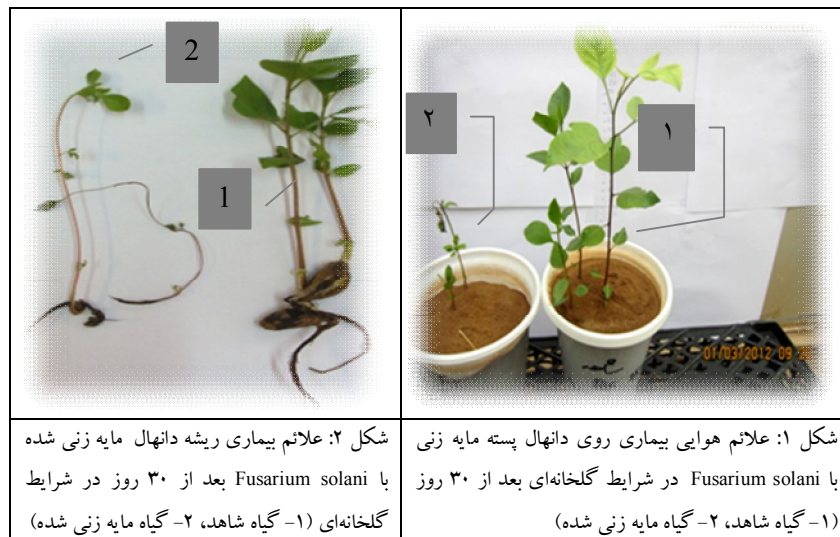 2
1
۲
۱
01/03/2012 09
شکل ۱: علائم هوایی بیماری روی دانهال پسته مایه زنی
با Fusarium solani در شرایط گلخانه‌ای بعد از ۳۰ روز
(۱- گیاه شاهد، ۲- گیاه مایه زنی شده)
شکل ۲: علائم بیماری ریشه دانهال مایه زنی شده
با Fusarium solani بعد از ۳۰ روز در شرایط
گلخانه‌ای (۱- گیاه شاهد، ۲- گیاه مایه زنی شده)